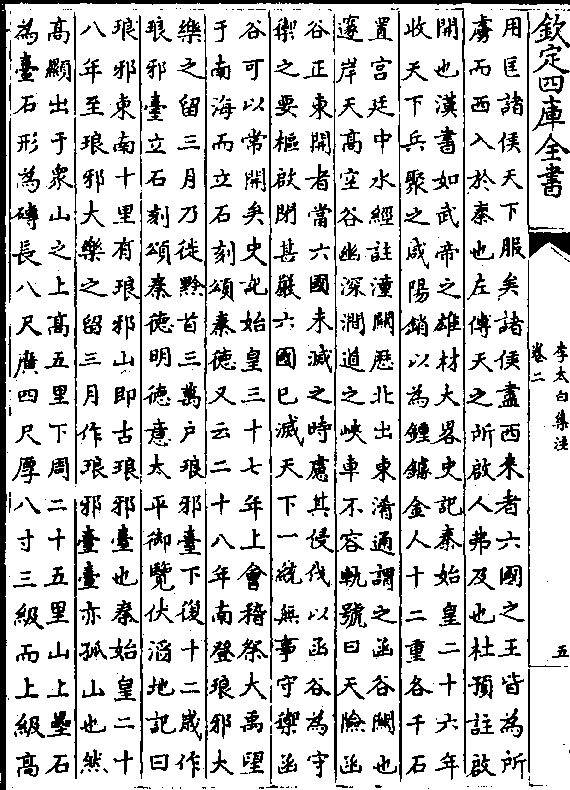 欽定四庫全書
李太白集注
卷二
五
用匡諸侯天下服矣諸侯盡西來者六國之王皆為所
虜而西入於秦也左傳天之所啟人弗及也杜預註啟
開也漢書如武帝之雄材大畧史記秦始皇二十六年
收天下兵聚之咸陽銷以為鍾鐻金人十二重各千石
置宮廷中水經註潼關歴北出東淆通謂之函谷關也
邃岸天高空谷幽深澗道之峽車不容軌號曰天險函
谷正東開者當六國未滅之時慮其侵伐以函谷為守
禦之要樞啟閉甚嚴六國已滅天下一統無事守禦函
谷可以常開矣史記始皇三十七年上會稽祭大禹望
于南海而立石刻頌秦德又云二十八年南登琅邪大
樂之留三月乃徙黔首三萬户琅邪臺下復十二歲作
琅邪臺立石刻頌秦德明德意太平御覽伏滔地記曰
琅邪東南十里有琅邪山即古琅邪臺也秦始皇二十
八年至琅邪大樂之留三月作琅邪臺臺亦孤山也然
高顯出于衆山之上高五里下周二十五里山上壘石
為臺石形為磚長八尺廣四尺厚八寸三級而上級高